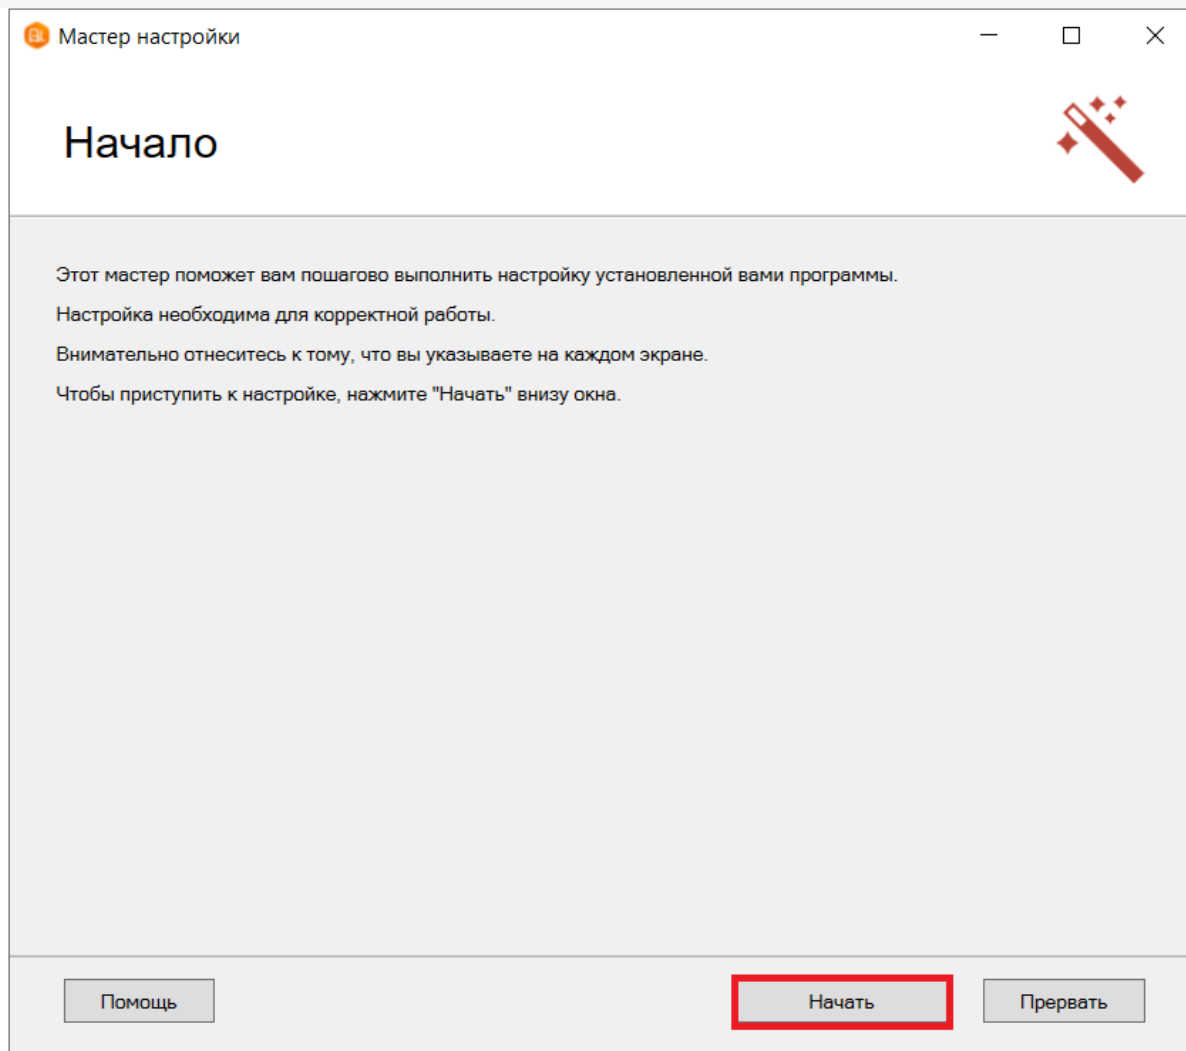 Мастер настройки
Начало
Этот мастер поможет вам пошагово выполнить настройку установленной вами программы.
Настройка необходима для корректной работы.
Внимательно отнеситесь к тому, что вы указываете на каждом экране.
Чтобы приступить к настройке, нажмите "Начать" внизу окна.
Помощь
Начать
Прервать